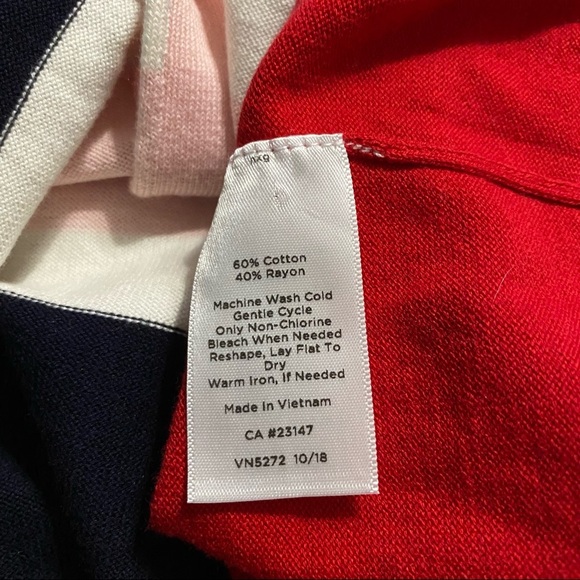 60% Cotton
40% Rayon
Machine Wash Cold
Gentle Cycle
Only Non-Chlorine
Bleach When Needed
Reshape, Lay Flat To
Dry
Warm Iron, If Needed
Made In Vietnam
CA #23147
VN5272 10/18